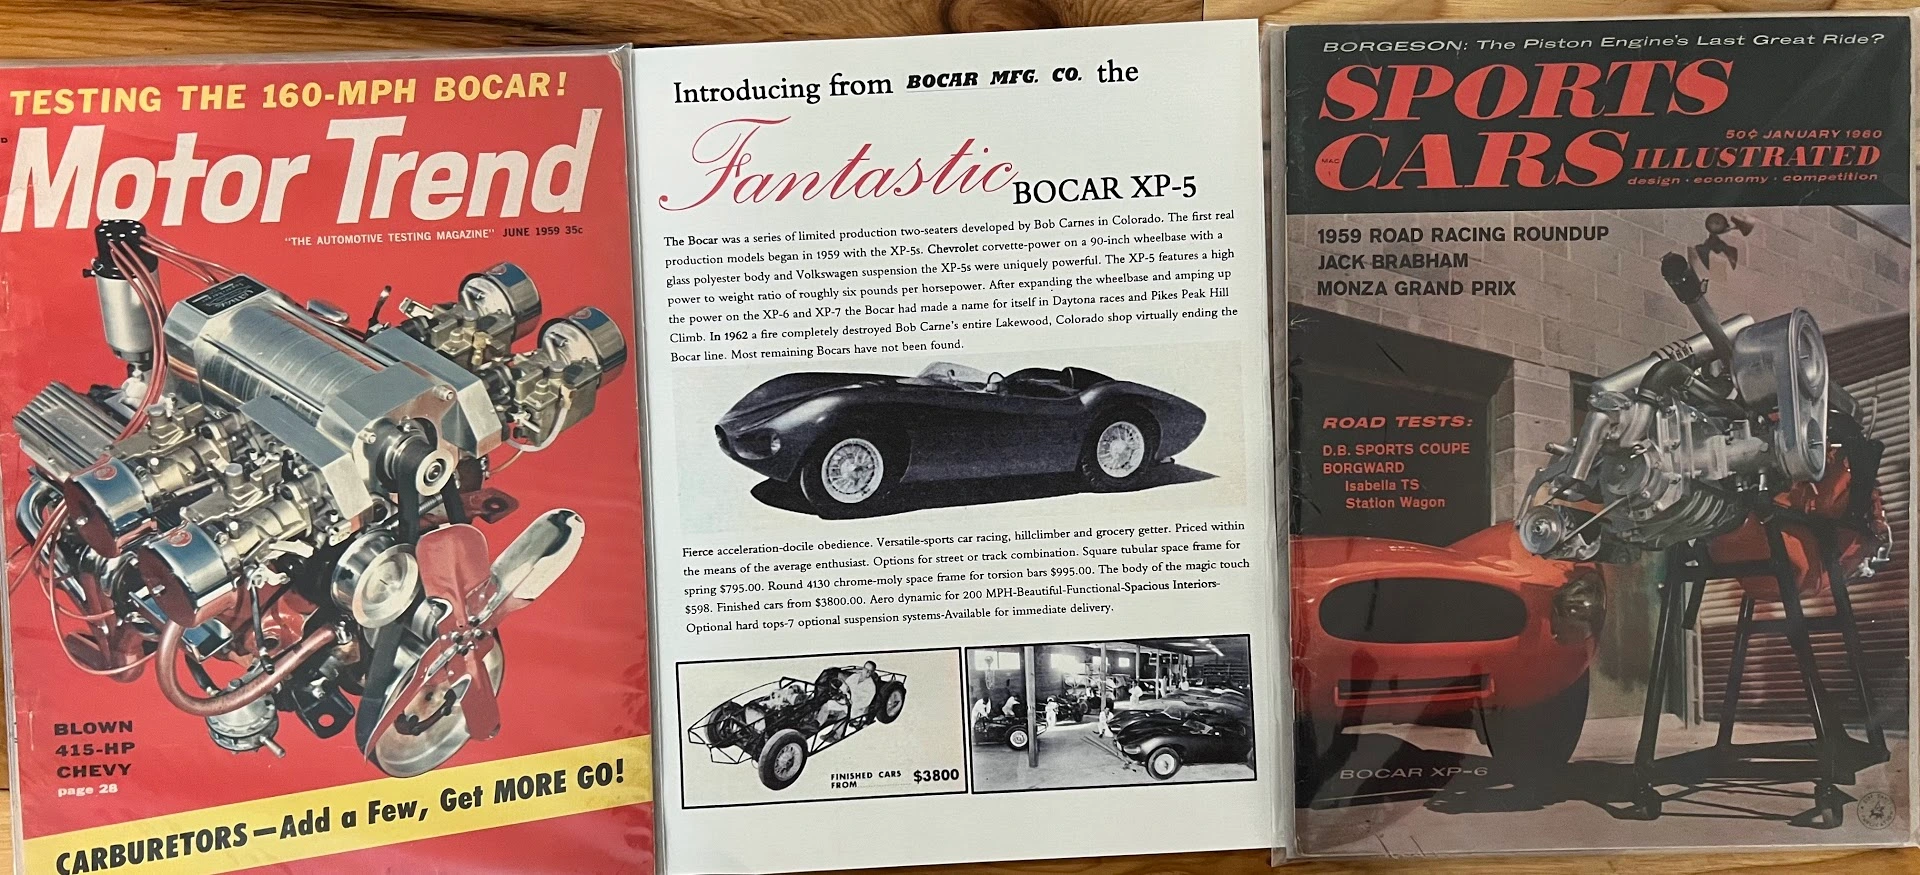 TESTING THE 160-MPH BOCAR!
Motor Trend
"THE AUTOMOTIVE TESTING MAGAZINE" JUNE 1959 35c
BLOWN
415-HP
CHEVY
page 28
CARBURETORS—Add a Few, Get MORE GO!
Introducing from BOCAR MFG. CO. the
Fantastic BOCAR XP-5
The Bocar was a series of limited production two-seaters developed by Bob Carnes in Colorado. The first real
production models began in 1959 with the XP-5s. Chevrolet corvette-power on a 90-inch wheelbase with a
glass polyester body and Volkswagen suspension the XP-5s were uniquely powerful. The XP-5 features a high
power to weight ratio of roughly six pounds per horsepower. After expanding the wheelbase and amping up
the power on the XP-6 and XP-7 the Bocar had made a name for itself in Daytona races and Pikes Peak Hill
Climb. In 1962 a fire completely destroyed Bob Carne's entire Lakewood, Colorado shop virtually ending the
Bocar line. Most remaining Bocars have not been found.
Fierce acceleration-docile obedience. Versatile-sports car racing, hillclimber and grocery getter. Priced within
the means of the average enthusiast. Options for street or track combination. Square tubular space frame for
spring $795.00. Round 4130 chrome-moly space frame for torsion bars $995.00. The body of the magic touch
$598. Finished cars from $3800.00. Aero dynamic for 200 MPH-Beautiful-Functional-Spacious Interiors-
Optional hard tops-7 optional suspension systems-Available for immediate delivery.
FINISHED CARS
FROM $3800
BORGESON: The Piston Engine's Last Great Ride?
SPORTS
CARS
50¢ JANUARY 1960
ILLUSTRATED
design · economy · competition
MAC
1959 ROAD RACING ROUNDUP
JACK BRABHAM
MONZA GRAND PRIX
ROAD TESTS:
D.B. SPORTS COUPE
BORGWARD
Isabella TS
Station Wagon
BOCAR XP-6